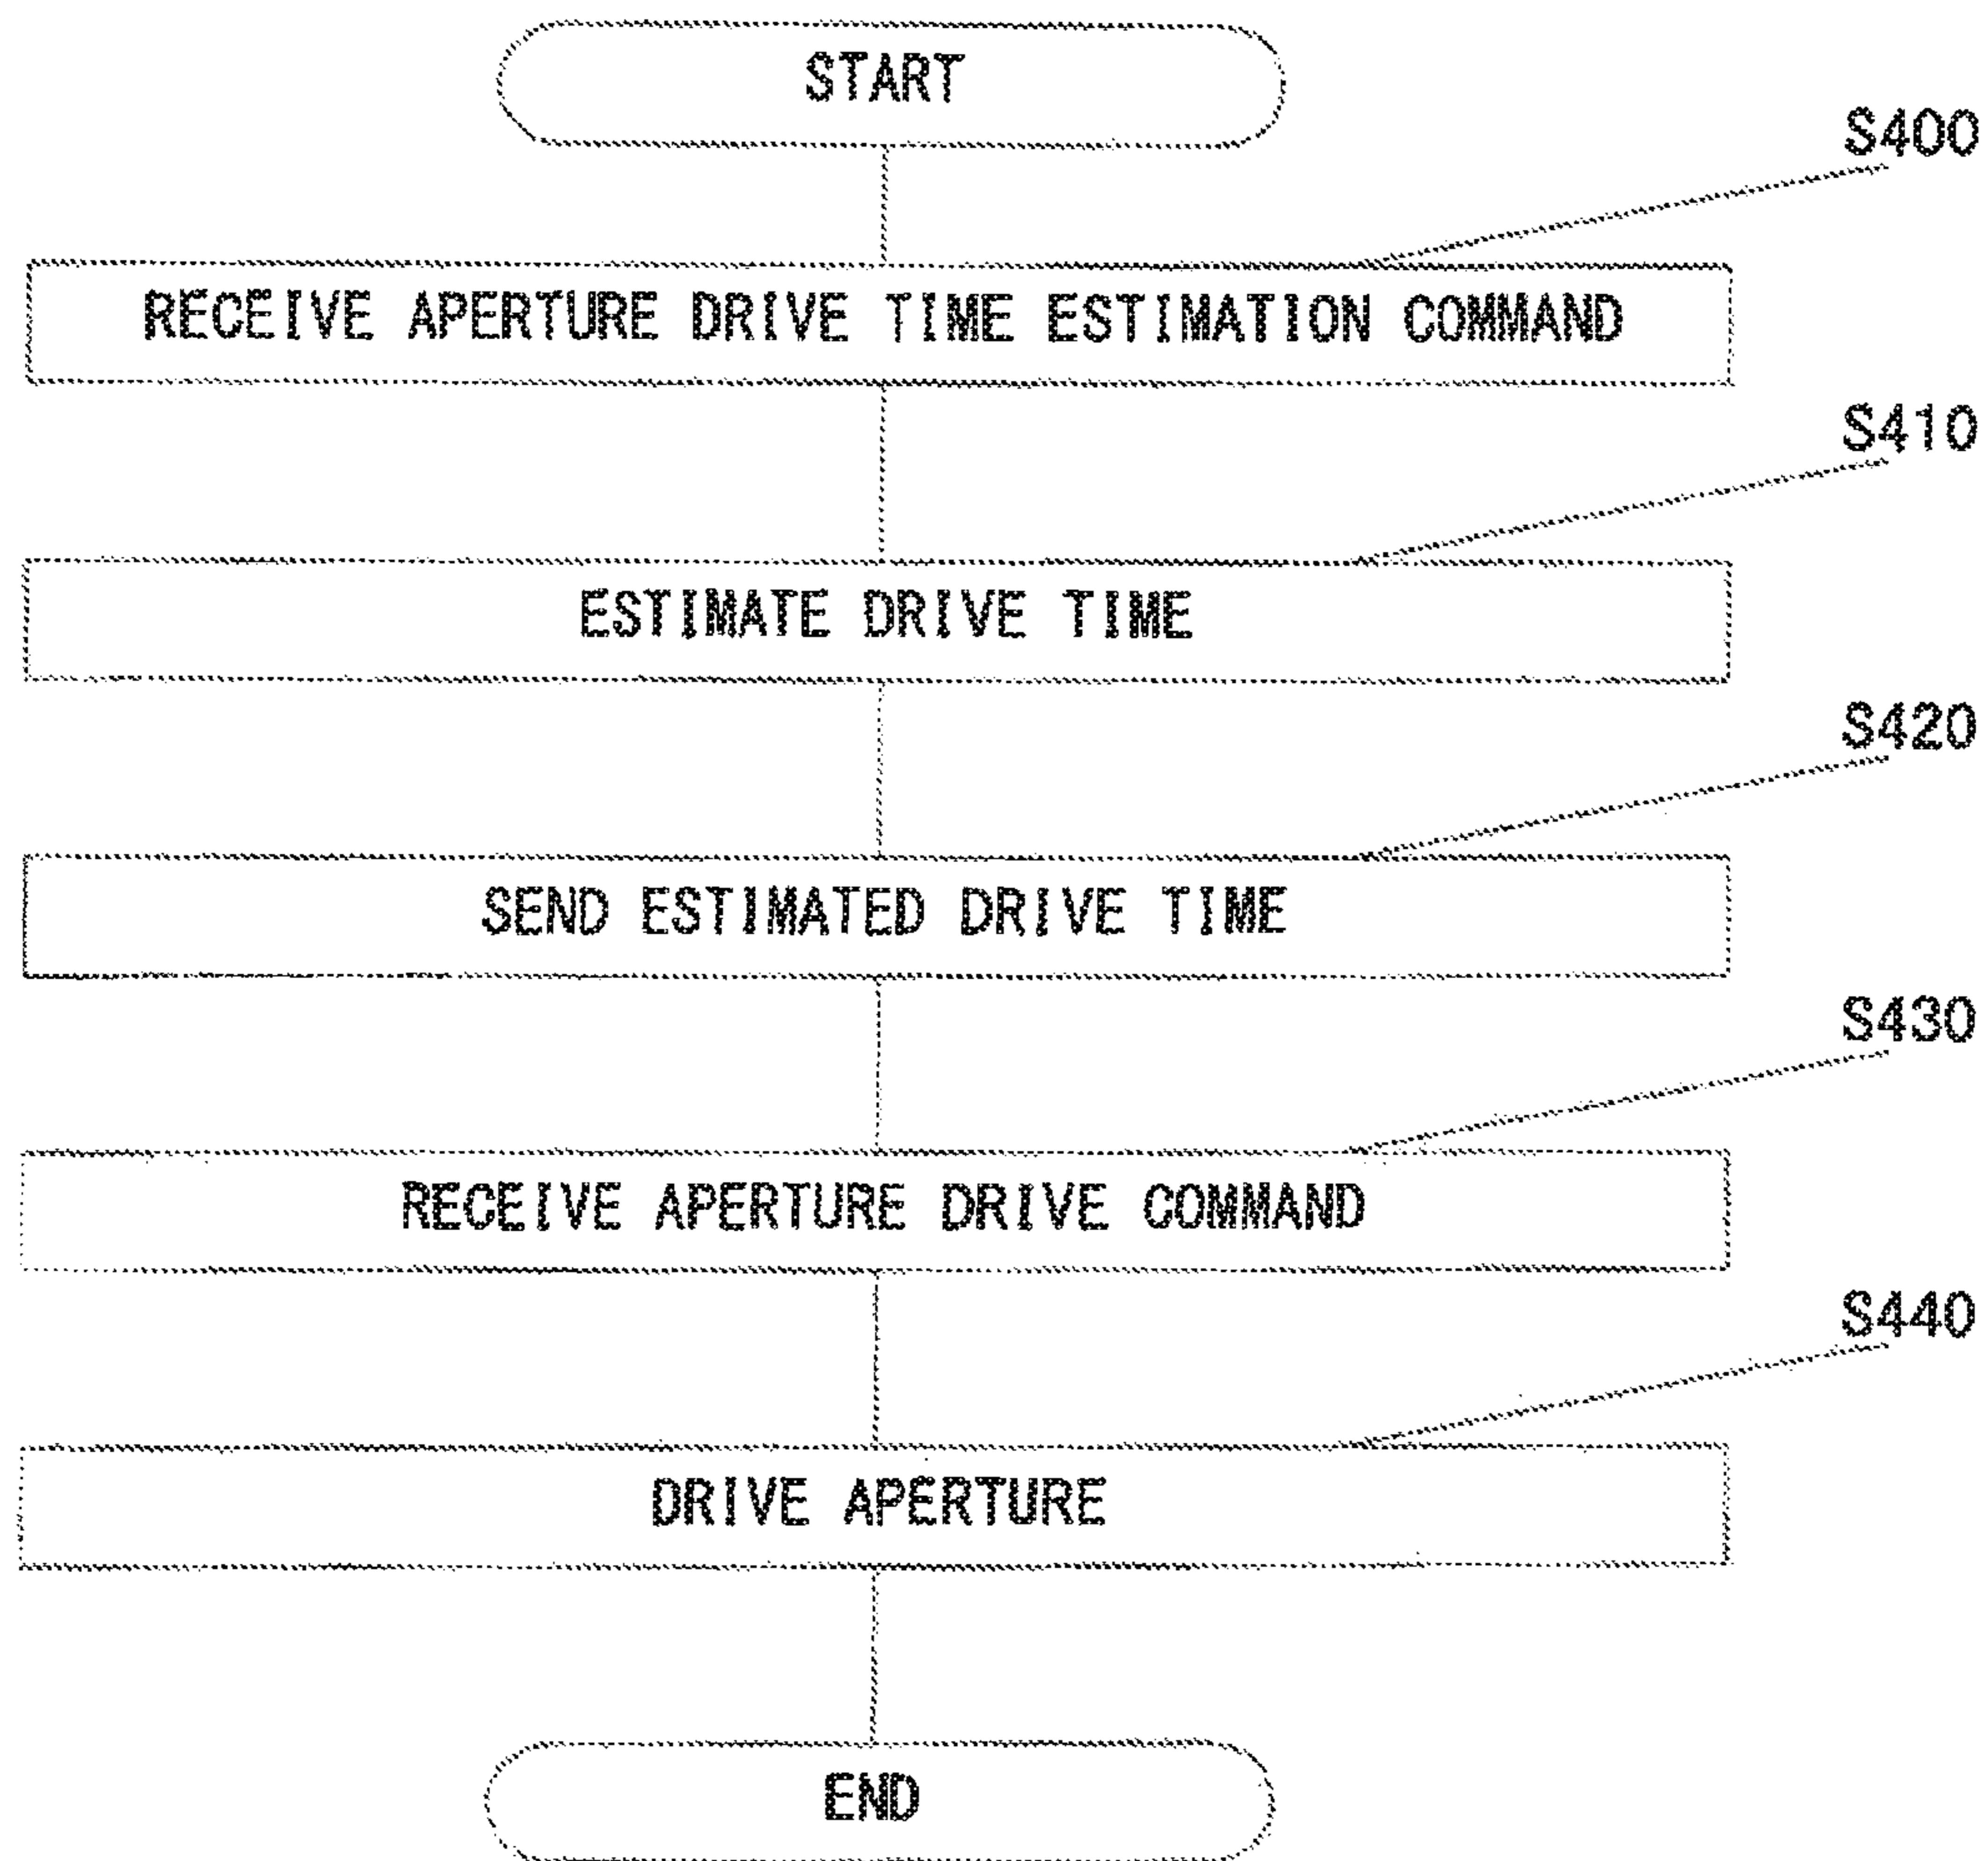 START
S400
RECEIVE APERTURE DRIVE TIME ESTIMATION COMMAND
S410
ESTIMATE DRIVE TIME
S420
SEND ESTIMATED DRIVE TIME
S430
RECEIVE APERTURE DRIVE COMMAND
S440
DRIVE APERTURE
END